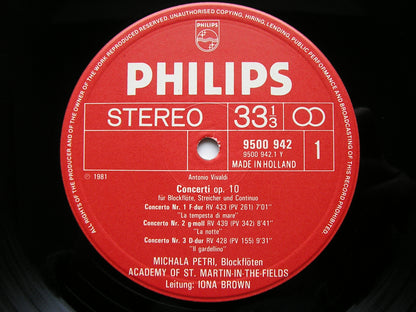 ALL RIGHTS OF THE PRODUCER AND OF THE OWNER OF THE WORK REPRODUCED RESERVED. UNAUTHORISED COPYING, HIRING, LENDING, PUBLIC PERFORMANCE AND BROADCASTING OF THIS RECORD PROHIBITED
PHILIPS
PHILIPS
STEREO
33 1/3
9500 942
9500 942.1 Y
MADE IN HOLLAND
1
℗ 1981
Antonio Vivaldi
Concerti op. 10
für Blockflöte, Streicher und Continuo
Concerto Nr. 1 F-dur RV 433 (PV 261) 7'01"
"La tempesta di mare"
Concerto Nr. 2 g-moll RV 439 (PV 342) 8'41"
"La notte"
Concerto Nr. 3 D-dur RV 428 (PV 155) 9'31"
"Il gardelino"
MICHALA PETRI, Blockflöten
ACADEMY OF ST. MARTIN-IN-THE-FIELDS
Leitung: IONA BROWN